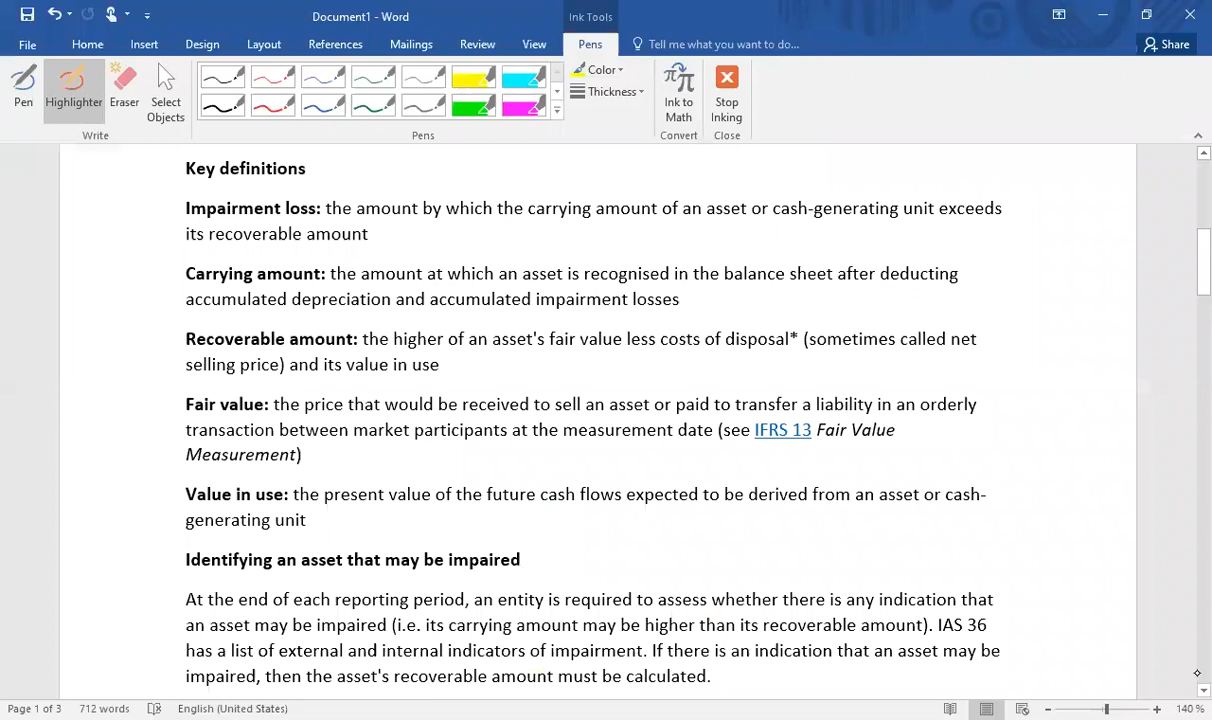 Document1 - Word
Ink Tools
File
Home
Insert
Design
Layout
References
Mailings
Review
View
Pens
Tell me what you want to do...
Share
Pen
Highlighter
Eraser
Select
Objects
Color
Thickness
Ink to
Math
Stop
Inking
Write
Pens
Convert
Close
Key definitions
Impairment loss: the amount by which the carrying amount of an asset or cash-generating unit exceeds
its recoverable amount
Carrying amount: the amount at which an asset is recognised in the balance sheet after deducting
accumulated depreciation and accumulated impairment losses
Recoverable amount: the higher of an asset's fair value less costs of disposal* (sometimes called net
selling price) and its value in use
Fair value: the price that would be received to sell an asset or paid to transfer a liability in an orderly
transaction between market participants at the measurement date (see IFRS 13 Fair Value
Measurement)
Value in use: the present value of the future cash flows expected to be derived from an asset or cash-
generating unit
Identifying an asset that may be impaired
At the end of each reporting period, an entity is required to assess whether there is any indication that
an asset may be impaired (i.e. its carrying amount may be higher than its recoverable amount). IAS 36
has a list of external and internal indicators of impairment. If there is an indication that an asset may be
impaired, then the asset's recoverable amount must be calculated.
Page 1 of 3
712 words
English (United States)
140 %